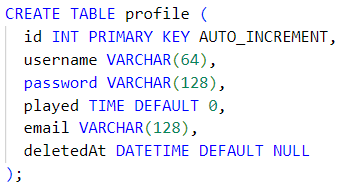 CREATE TABLE profile (
  id INT PRIMARY KEY AUTO_INCREMENT,
  username VARCHAR(64),
  password VARCHAR(128),
  played TIME DEFAULT 0,
  email VARCHAR(128),
  deletedAt DATETIME DEFAULT NULL
);